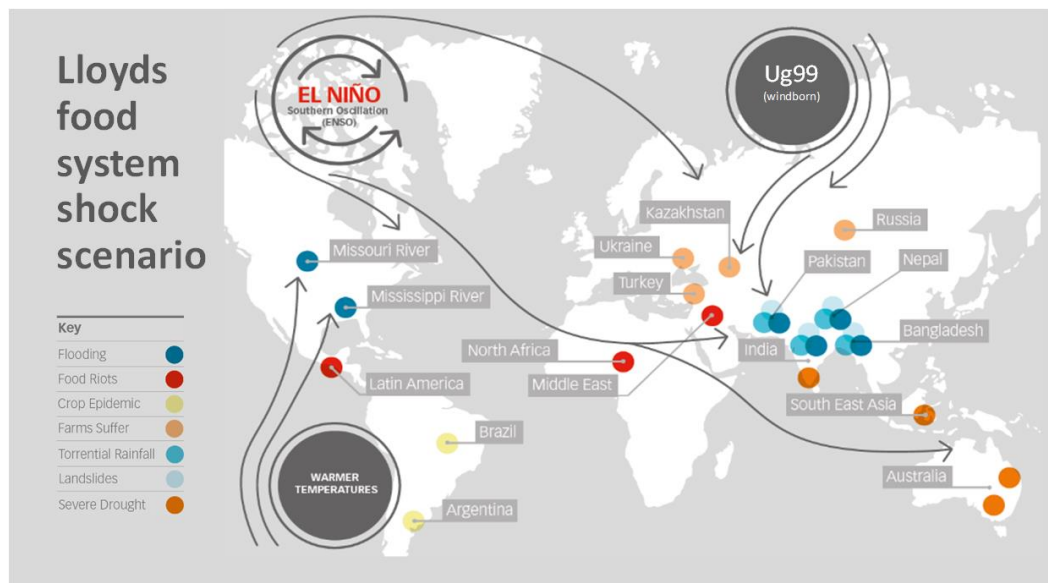 Lloyds
food
system
shock
scenario
Key
Flooding
Food Riots
Crop Epidemic
Farms Suffer
Torrential Rainfall
Landslides
Severe Drought
EL NIÑO
Southern Oscillation
(ENSO)
Ug99
(windborn)
Kazakhstan
Russia
Ukraine
Pakistan
Nepal
Missouri River
Turkey
Mississippi River
Bangladesh
North Africa
India
Latin America
Middle East
South East Asia
Brazil
WARMER
TEMPERATURES
Australia
Argentina